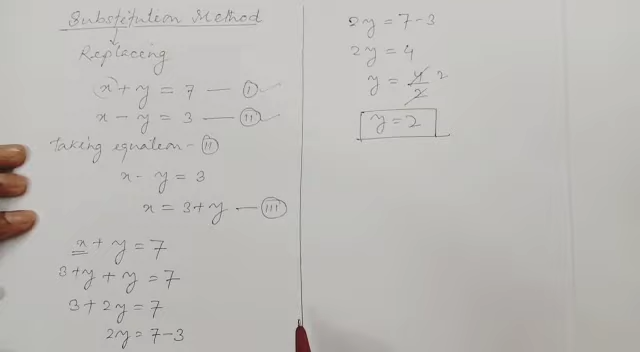 Substitution Method
Replacing
x + y = 7 — I
x - y = 3 — II
Taking equation - II
x - y = 3
x = 3+y — III
x + y = 7
3+y + y = 7
3 + 2y = 7
2y = 7-3
2y = 7-3
2y = 4
y = 4/2 2
y = 2